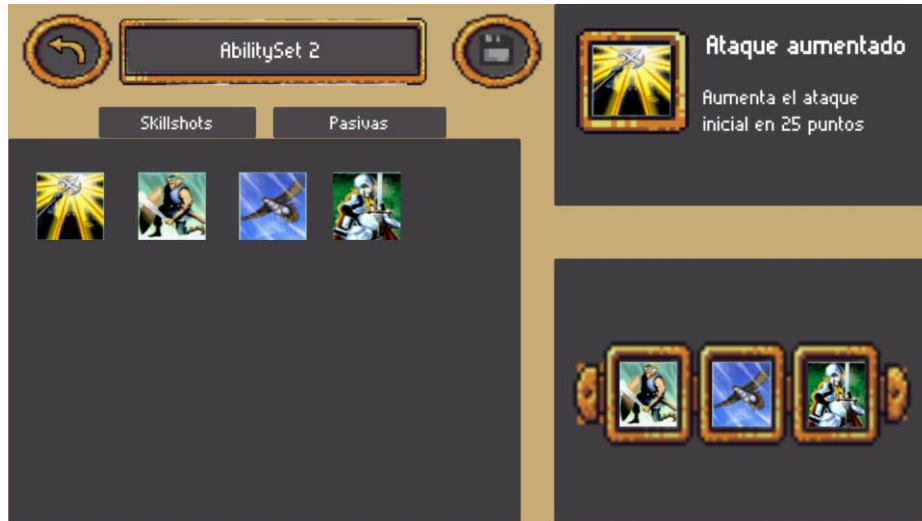 AbilitySet 2
Skillshots
Pasivas
Ataque aumentado
Aumenta el ataque
inicial en 25 puntos